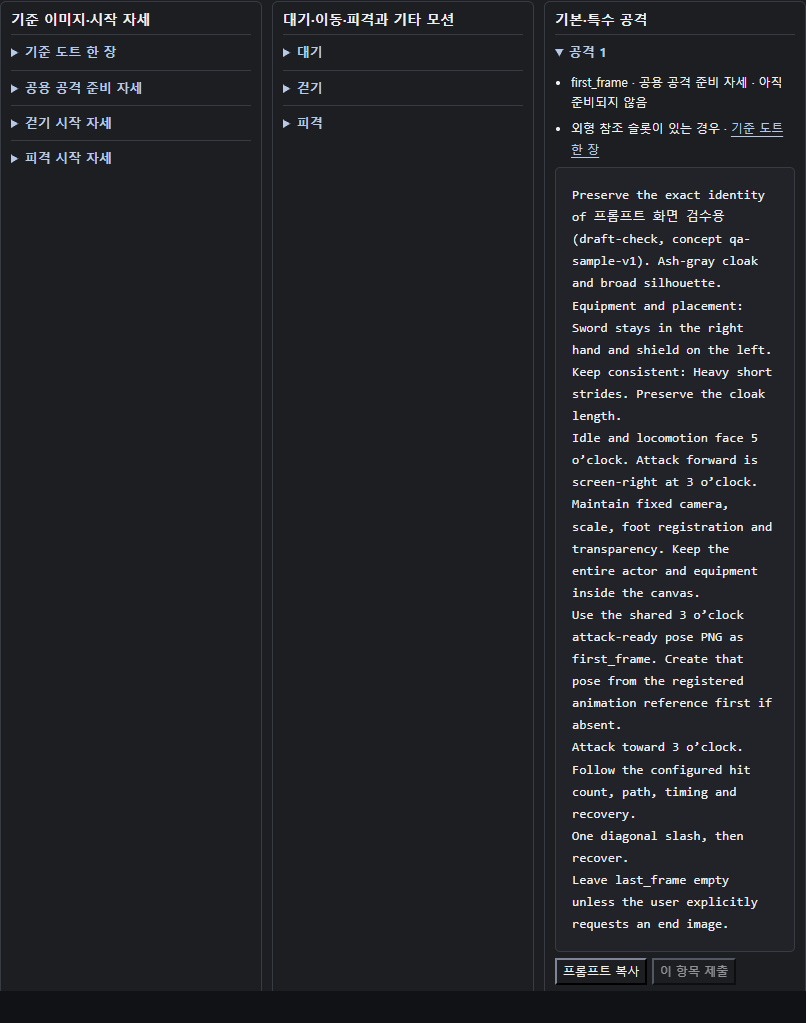 기준 이미지·시작 자세
▶ 기준 도트 한 장
▶ 공용 공격 준비 자세
▶ 걷기 시작 자세
▶ 피격 시작 자세
대기·이동·피격과 기타 모션
▶ 대기
▶ 걷기
▶ 피격
기본·특수 공격
▼ 공격 1
• first_frame · 공용 공격 준비 자세 · 아직
준비되지 않음
• 외형 참조 슬롯이 있는 경우 · 기준 도트
한 장
Preserve the exact identity
of 프롬프트 화면 검수용
(draft-check, concept qa-
sample-v1). Ash-gray cloak
and broad silhouette.
Equipment and placement:
Sword stays in the right
hand and shield on the left.
Keep consistent: Heavy short
strides. Preserve the cloak
length.
Idle and locomotion face 5
o’clock. Attack forward is
screen-right at 3 o’clock.
Maintain fixed camera,
scale, foot registration and
transparency. Keep the
entire actor and equipment
inside the canvas.
Use the shared 3 o’clock
attack-ready pose PNG as
first_frame. Create that
pose from the registered
animation reference first if
absent.
Attack toward 3 o’clock.
Follow the configured hit
count, path, timing and
recovery.
One diagonal slash, then
recover.
Leave last_frame empty
unless the user explicitly
requests an end image.
프롬프트 복사 이 항목 제출